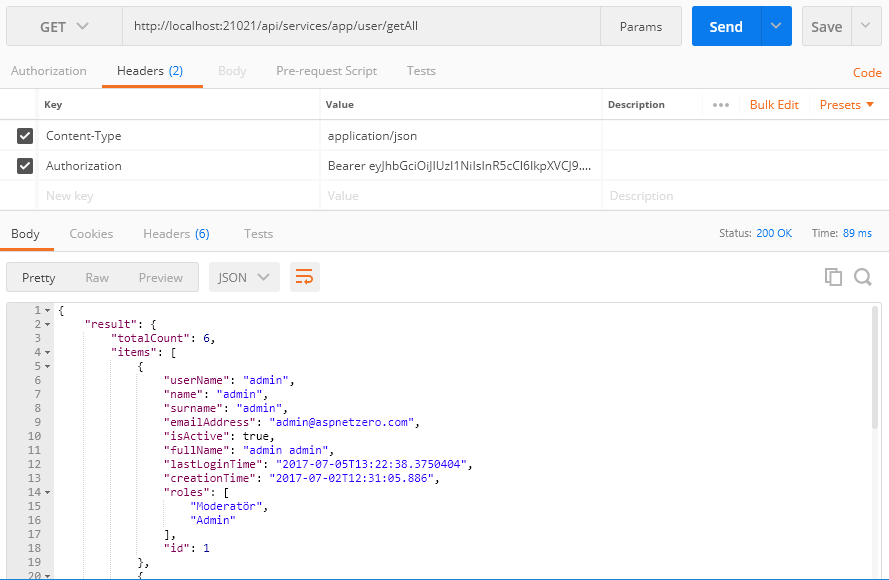 GET http://localhost:21021/api/services/app/user/getAll Params Send Save
Authorization Headers (2) Body Pre-request Script Tests Code
Key Value Description ••• Bulk Edit Presets
Content-Type application/json
Authorization Bearer eyJhbGciOiJIUzI1NiIsInR5cCI6IkpXVCJ9....
New key Value Description
Body Cookies Headers (6) Tests Status: 200 OK Time: 89 ms
Pretty Raw Preview JSON
1 {
2 "result": {
3 "totalCount": 6,
4 "items": [
5 {
6 "userName": "admin",
7 "name": "admin",
8 "surname": "admin",
9 "emailAddress": "admin@aspnetzero.com",
10 "isActive": true,
11 "fullName": "admin admin",
12 "lastLoginTime": "2017-07-05T13:22:38.3750404",
13 "creationTime": "2017-07-02T12:31:05.886",
14 "roles": [
15 "Moderatör",
16 "Admin"
17 ],
18 "id": 1
19 },
20 {